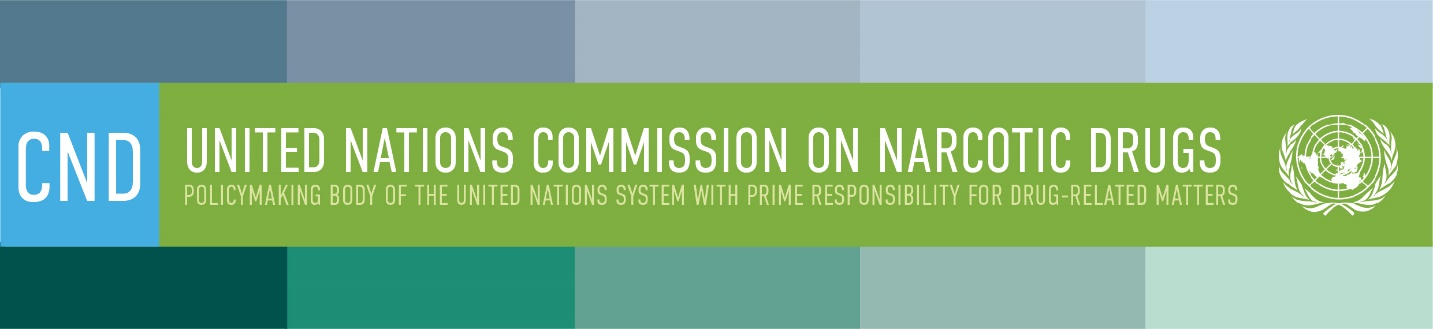 CND
UNITED NATIONS COMMISSION ON NARCOTIC DRUGS
POLICYMAKING BODY OF THE UNITED NATIONS SYSTEM WITH PRIME RESPONSIBILITY FOR DRUG-RELATED MATTERS